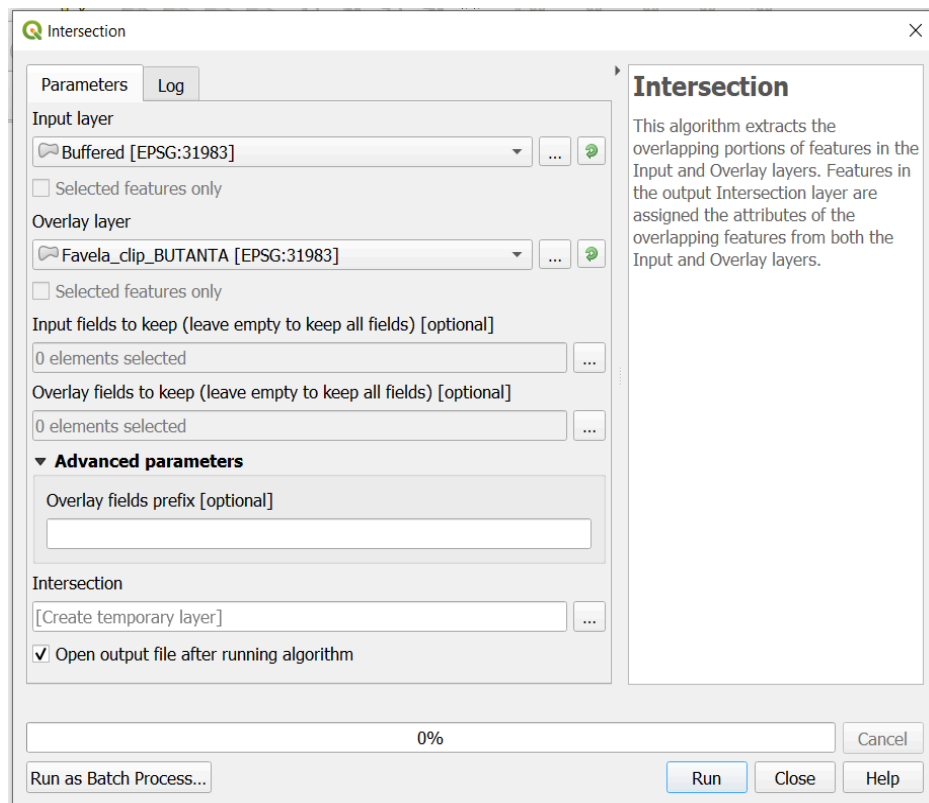 Intersection
Parameters
Log
Input layer
Buffered [EPSG:31983]
...
Selected features only
Overlay layer
Favela_clip_BUTANTA [EPSG:31983]
...
Selected features only
Input fields to keep (leave empty to keep all fields) [optional]
0 elements selected
...
Overlay fields to keep (leave empty to keep all fields) [optional]
0 elements selected
...
Advanced parameters
Overlay fields prefix [optional]
Intersection
[Create temporary layer]
...
Open output file after running algorithm
Intersection
This algorithm extracts the
overlapping portions of features in the
Input and Overlay layers. Features in
the output Intersection layer are
assigned the attributes of the
overlapping features from both the
Input and Overlay layers.
0%
Cancel
Run as Batch Process...
Run
Close
Help